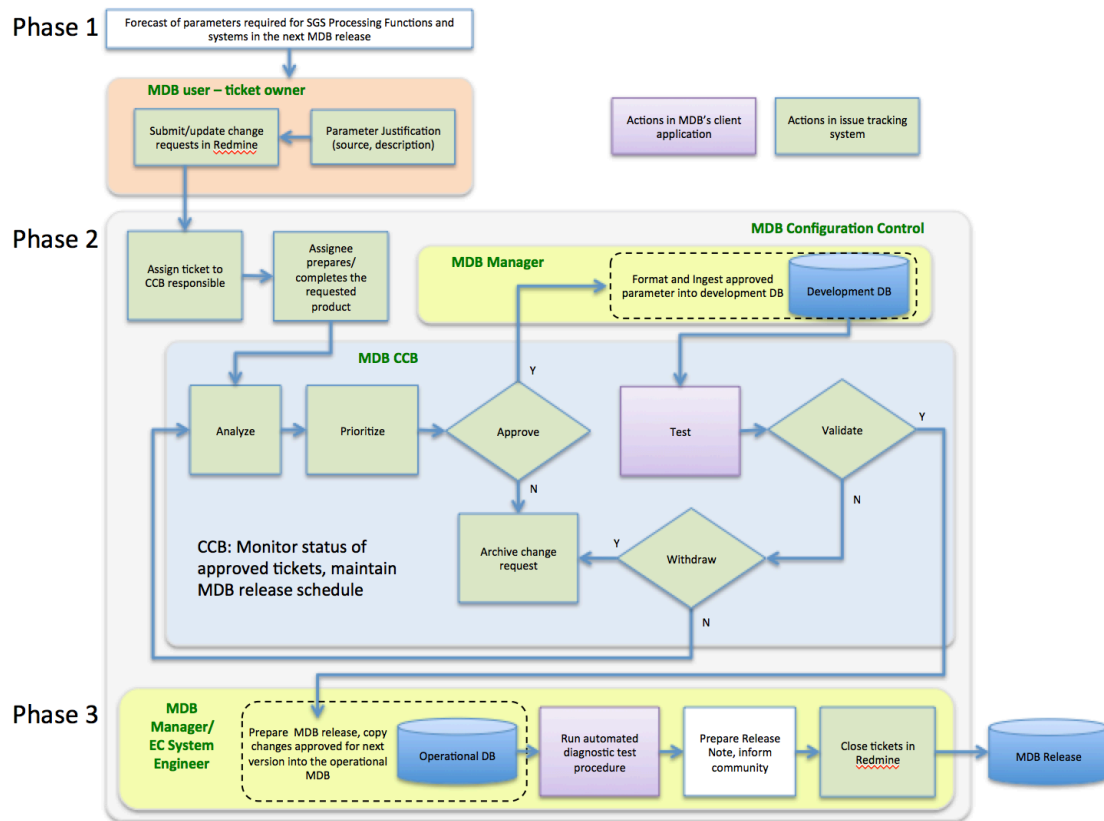 Phase 1
Forecast of parameters required for SGS Processing Functions and
systems in the next MDB release
MDB user – ticket owner
Submit/update change
requests in Redmine
Parameter Justification
(source, description)
Actions in MDB's client
application
Actions in issue tracking
system
Phase 2
MDB Configuration Control
Assign ticket to
CCB responsible
Assignee
prepares/
completes the
requested
product
MDB Manager
Format and Ingest approved
parameter into development DB
Development DB
MDB CCB
Y
Analyze
Prioritize
Approve
Test
Validate
Y
N
N
Archive change
request
Y
Withdraw
CCB: Monitor status of
approved tickets, maintain
MDB release schedule
N
Phase 3
MDB
Manager/
EC System
Engineer
Prepare MDB release, copy
changes approved for next
version into the operational
MDB
Operational DB
Run automated
diagnostic test
procedure
Prepare Release
Note, inform
community
Close tickets in
Redmine
MDB Release